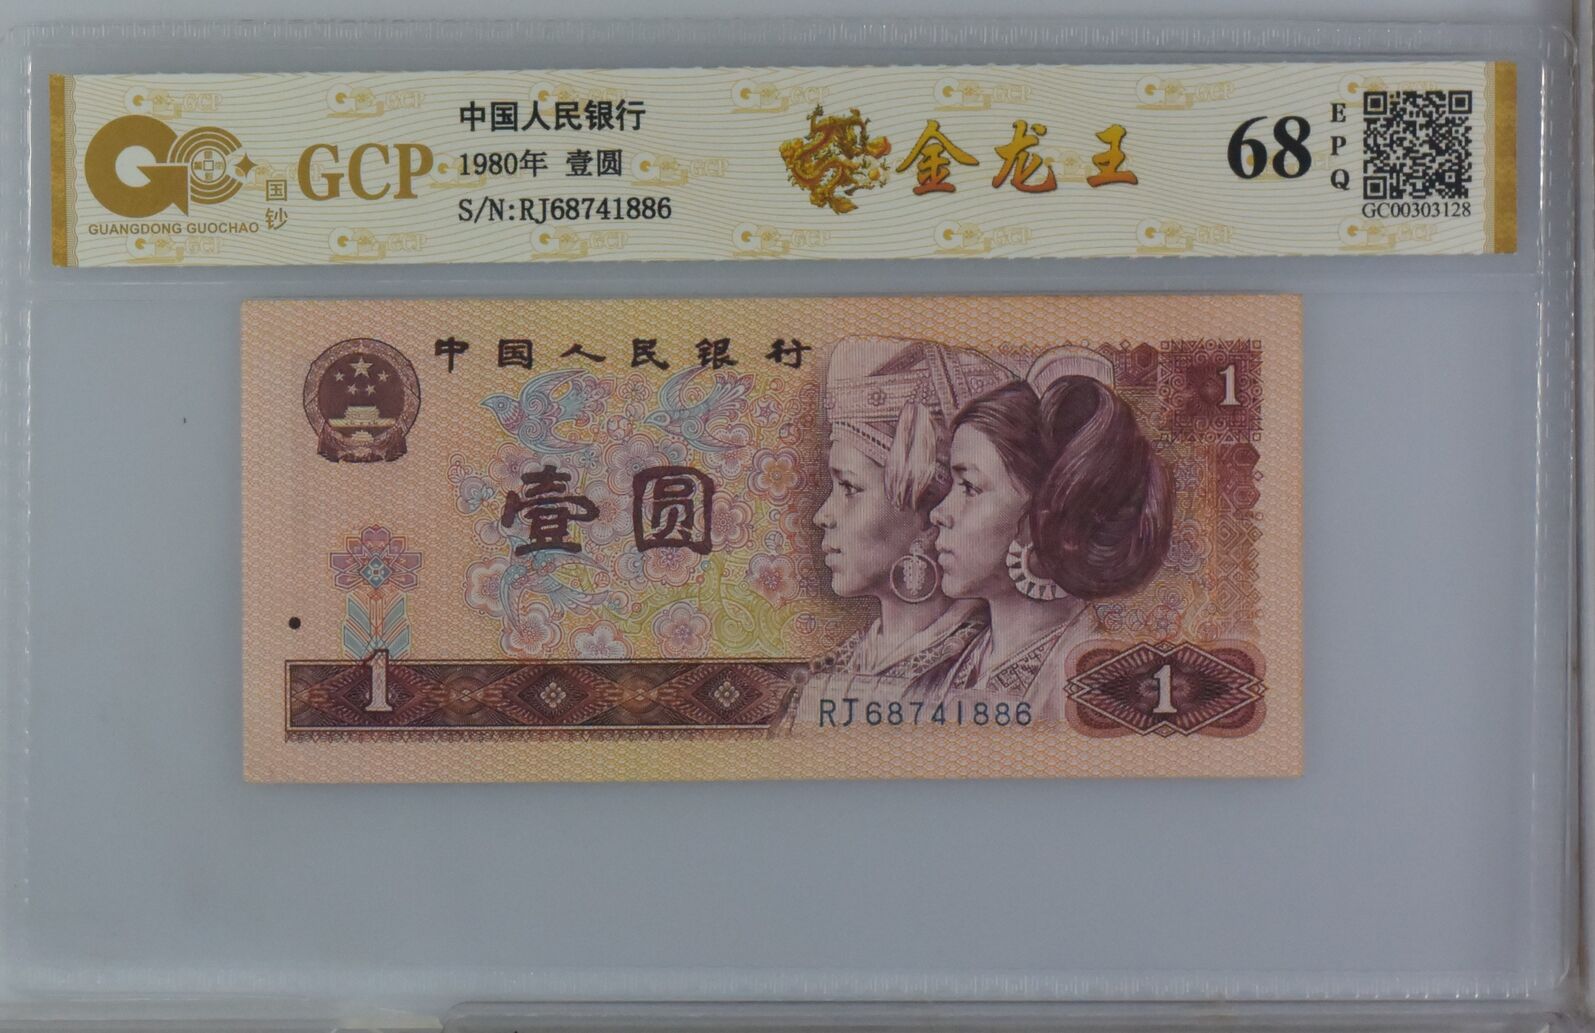 GUANGDONG GUOCHAO
国钞
GCP
中国人民银行
1980年 壹圆
S/N:RJ68741886
金龙王
68
EPQ
GC00303128
中国人民银行
1
壹圆
1
RJ68741886
1